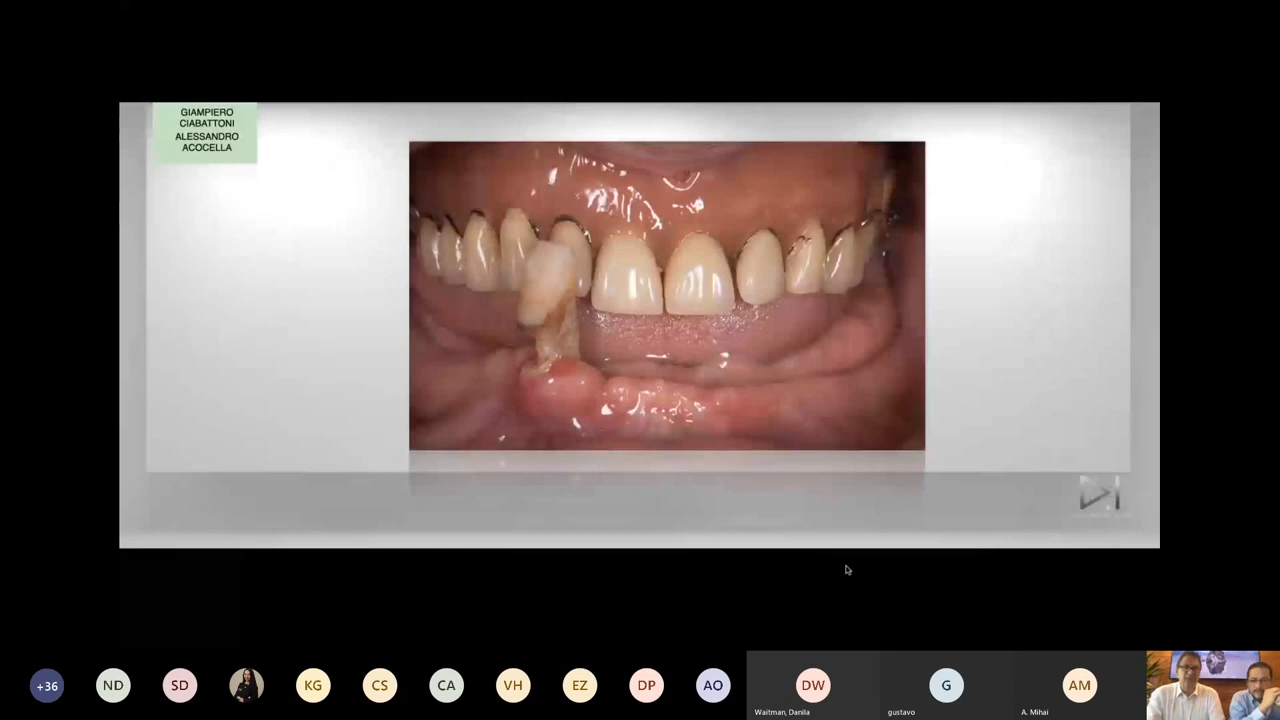 GIAMPIERO
CIABATTONI
ALESSANDRO
ACOCELLA
+36
ND
SD
KG
CS
CA
VH
EZ
DP
AO
DW
G
AM
Waitman, Danila
gustavo
A. Mihai